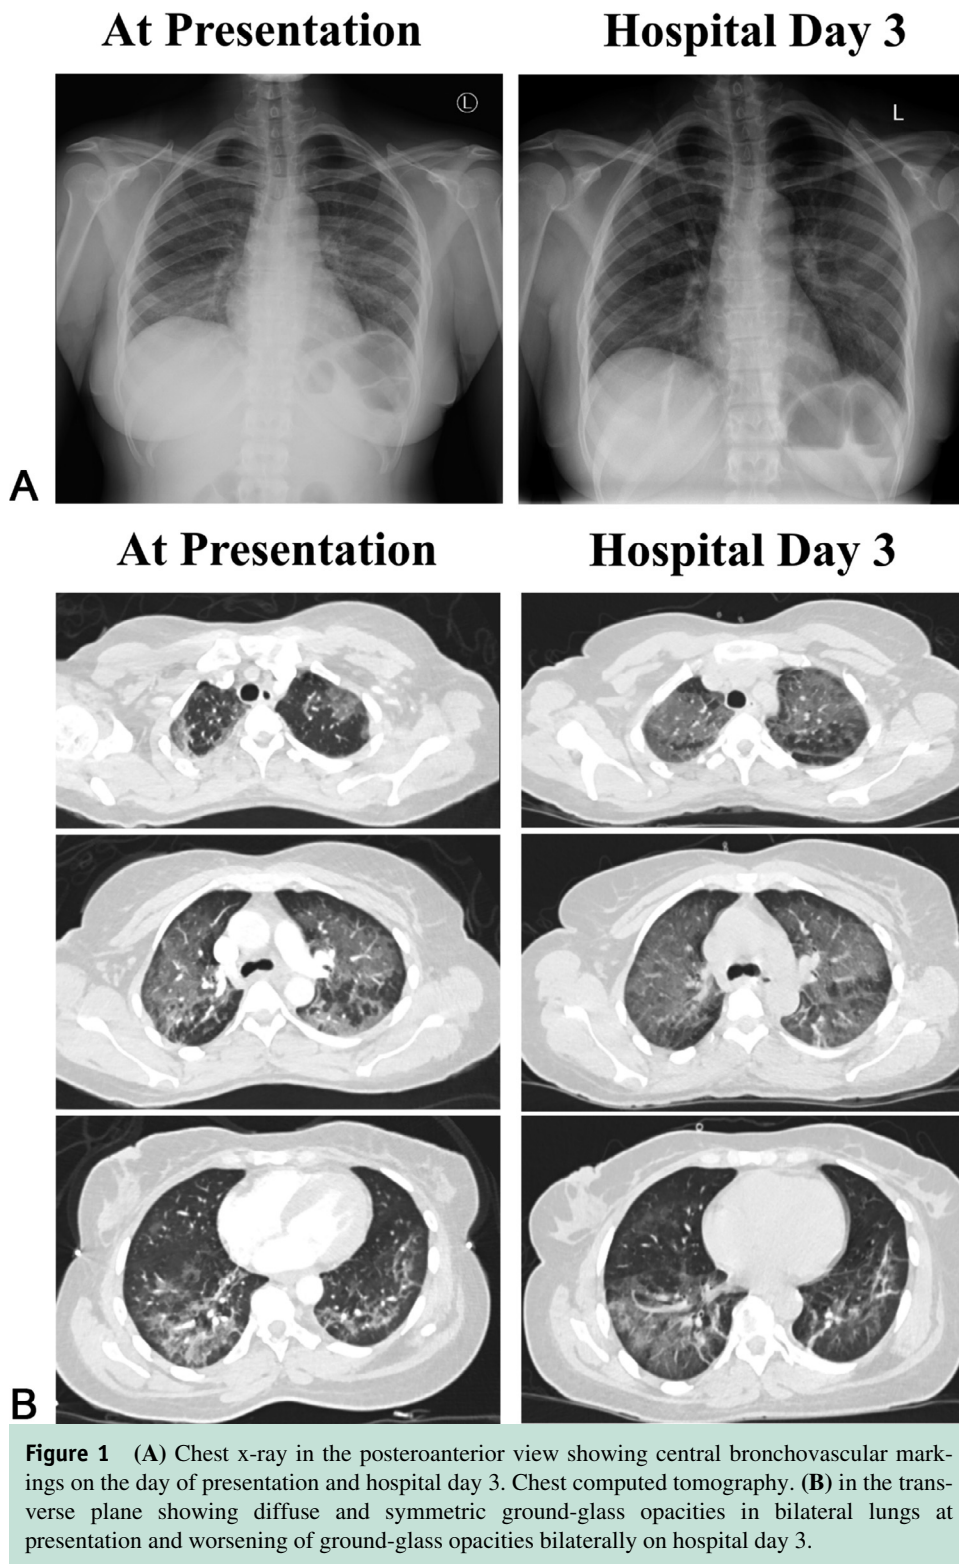 At Presentation
Hospital Day 3
L
L
A
At Presentation
Hospital Day 3
B
Figure 1 (A) Chest x-ray in the posteroanterior view showing central bronchovascular mark-
ings on the day of presentation and hospital day 3. Chest computed tomography. (B) in the trans-
verse plane showing diffuse and symmetric ground-glass opacities in bilateral lungs at
presentation and worsening of ground-glass opacities bilaterally on hospital day 3.